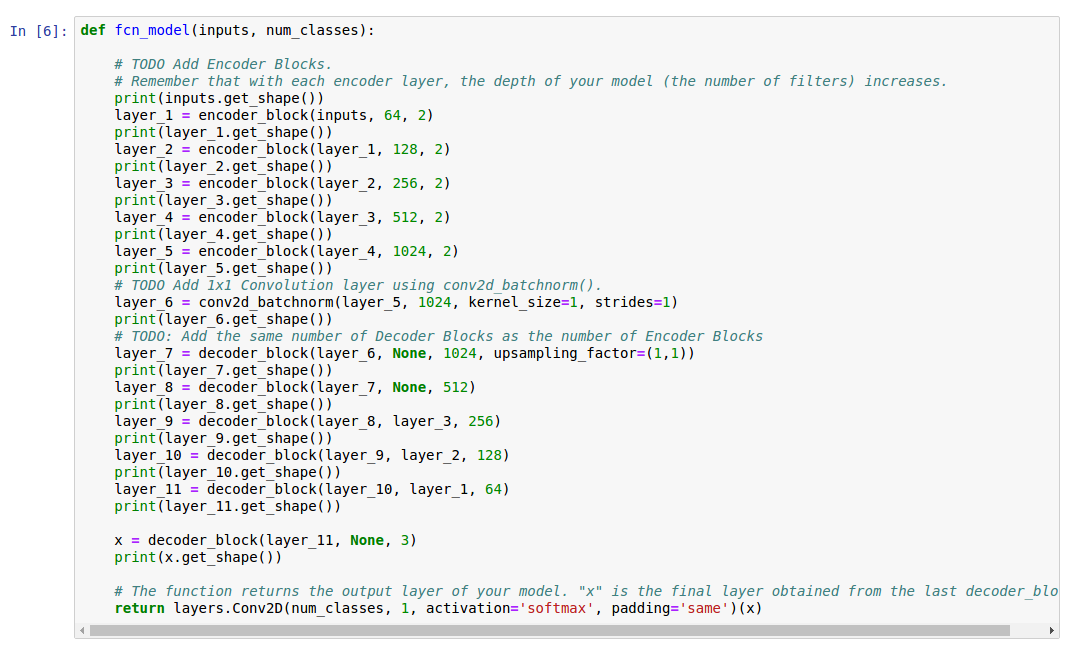 In [6]: def fcn_model(inputs, num_classes):
# TODO Add Encoder Blocks.
# Remember that with each encoder layer, the depth of your model (the number of filters) increases.
print(inputs.get_shape())
layer_1 = encoder_block(inputs, 64, 2)
print(layer_1.get_shape())
layer_2 = encoder_block(layer_1, 128, 2)
print(layer_2.get_shape())
layer_3 = encoder_block(layer_2, 256, 2)
print(layer_3.get_shape())
layer_4 = encoder_block(layer_3, 512, 2)
print(layer_4.get_shape())
layer_5 = encoder_block(layer_4, 1024, 2)
print(layer_5.get_shape())
# TODO Add 1x1 Convolution layer using conv2d_batchnorm().
layer_6 = conv2d_batchnorm(layer_5, 1024, kernel_size=1, strides=1)
print(layer_6.get_shape())
# TODO: Add the same number of Decoder Blocks as the number of Encoder Blocks
layer_7 = decoder_block(layer_6, None, 1024, upsampling_factor=(1,1))
print(layer_7.get_shape())
layer_8 = decoder_block(layer_7, None, 512)
print(layer_8.get_shape())
layer_9 = decoder_block(layer_8, layer_3, 256)
print(layer_9.get_shape())
layer_10 = decoder_block(layer_9, layer_2, 128)
print(layer_10.get_shape())
layer_11 = decoder_block(layer_10, layer_1, 64)
print(layer_11.get_shape())
x = decoder_block(layer_11, None, 3)
print(x.get_shape())
# The function returns the output layer of your model. "x" is the final layer obtained from the last decoder_blo
return layers.Conv2D(num_classes, 1, activation='softmax', padding='same')(x)